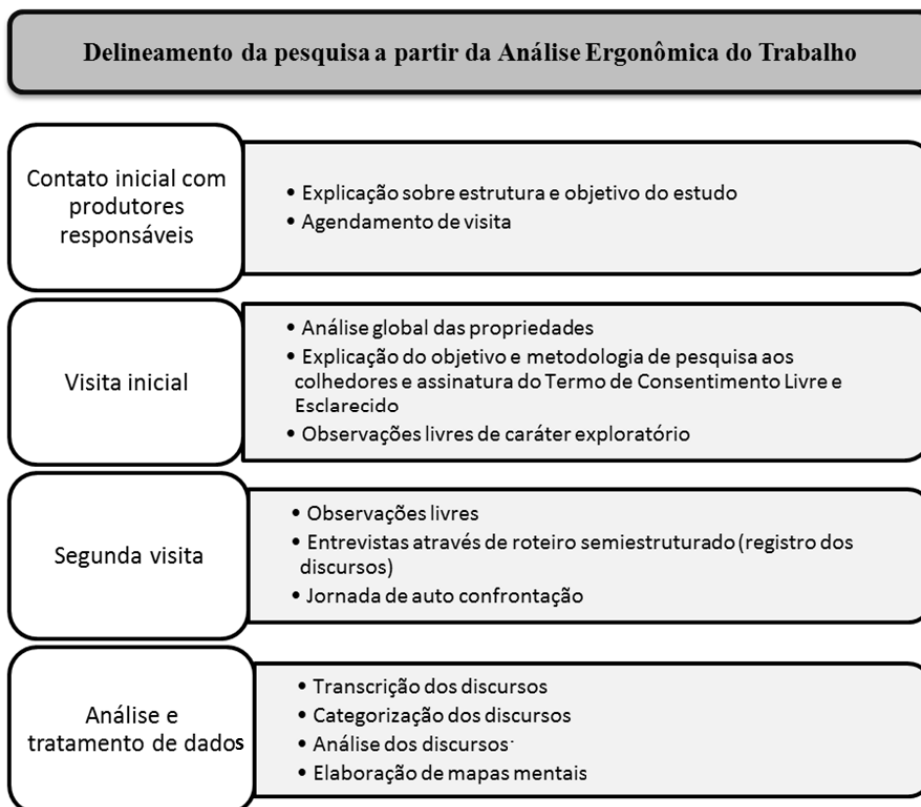 Delineamento da pesquisa a partir da Análise Ergonômica do Trabalho
Contato inicial com
produtores
responsáveis
• Explicação sobre estrutura e objetivo do estudo
• Agendamento de visita
Visita inicial
• Análise global das propriedades
• Explicação do objetivo e metodologia de pesquisa aos
colhedores e assinatura do Termo de Consentimento Livre e
Esclarecido
• Observações livres de caráter exploratório
Segunda visita
• Observações livres
• Entrevistas através de roteiro semiestruturado (registro dos
discursos)
• Jornada de auto confrontação
Análise e
tratamento de dados
• Transcrição dos discursos
• Categorização dos discursos
• Análise dos discursos
• Elaboração de mapas mentais